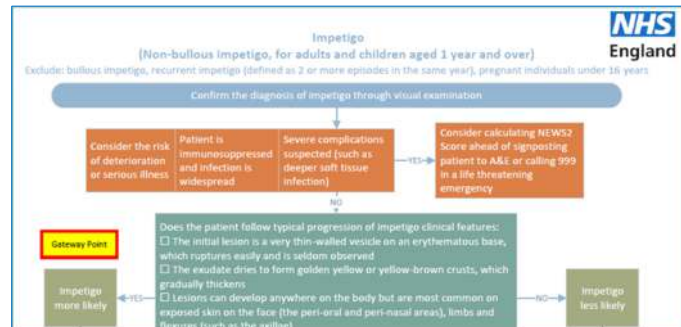 Impetigo
(Non-bullous impetigo, for adults and children aged 1 year and over)
Exclude: bullous impetigo, recurrent impetigo (defined as 2 or more episodes in the same year), pregnant individuals under 16 years
NHS
England
Confirm the diagnosis of impetigo through visual examination
Consider the risk
of deterioration
or serious illness
Patient is
immunosuppressed
and infection is
widespread
Severe complications
suspected (such as
deeper soft tissue
infection)
YES
Consider calculating NEWS2
Score ahead of signposting
patient to A&E or calling 999
in a life threatening
emergency
NO
Gateway Point
Does the patient follow typical progression of impetigo clinical features:
☐ The initial lesion is a very thin-walled vesicle on an erythematous base,
which ruptures easily and is seldom observed
☐ The exudate dries to form golden yellow or yellow-brown crusts, which
gradually thickens
☐ Lesions can develop anywhere on the body but are most common on
exposed skin on the face (the peri-oral and peri-nasal areas), limbs and
flexures (such as the axillae)
YES
Impetigo
more likely
NO
Impetigo
less likely